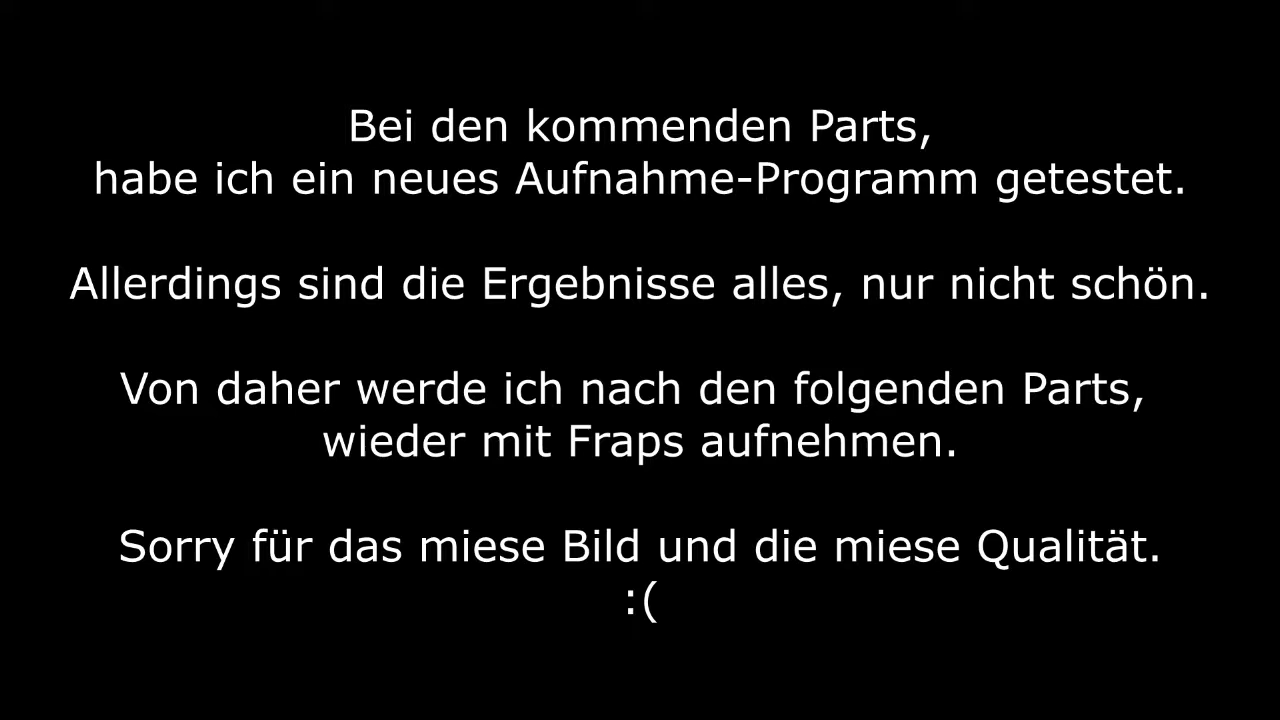 Bei den kommenden Parts,
habe ich ein neues Aufnahme-Programm getestet.
Allerdings sind die Ergebnisse alles, nur nicht schön.
Von daher werde ich nach den folgenden Parts,
wieder mit Fraps aufnehmen.
Sorry für das miese Bild und die miese Qualität.
:(